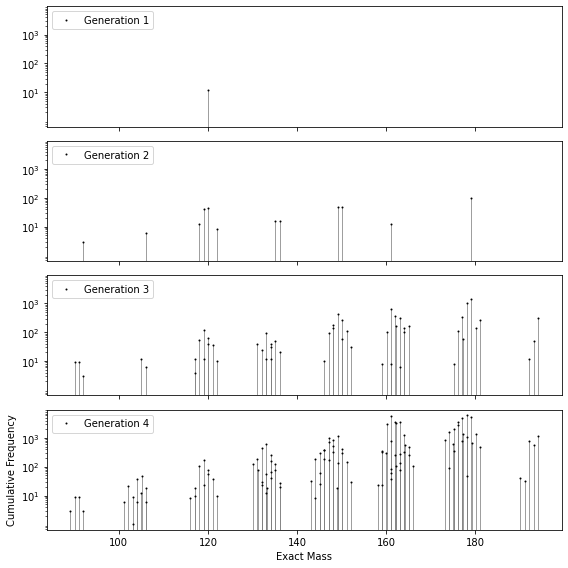 Generation 1
10³
10²
10¹
Generation 2
10³
10²
10¹
Generation 3
10³
10²
10¹
Generation 4
10³
10²
10¹
Cumulative Frequency
100 120 140 160 180
Exact Mass